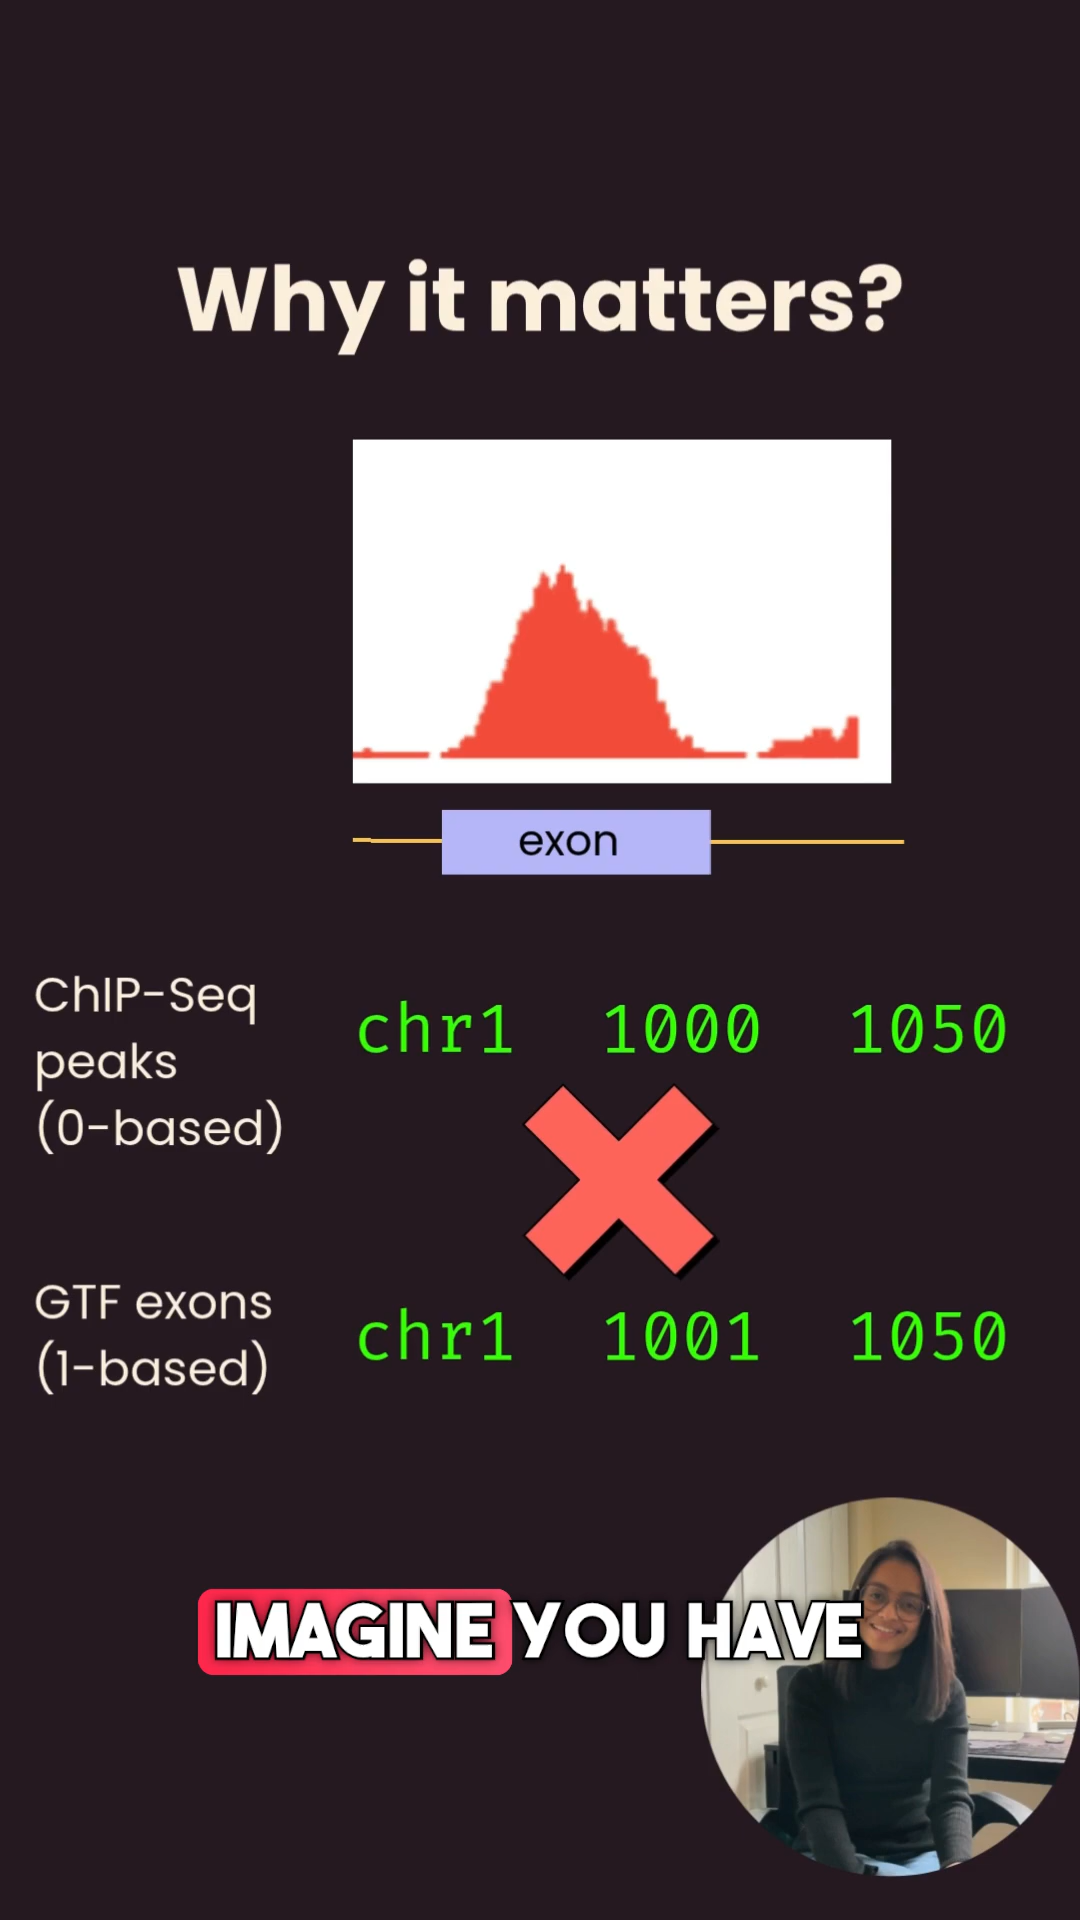 Why it matters?
exon
ChIP-Seq
peaks
(0-based)
chr1 1000 1050
GTF exons
(1-based)
chr1 1001 1050
IMAGINE YOU HAVE